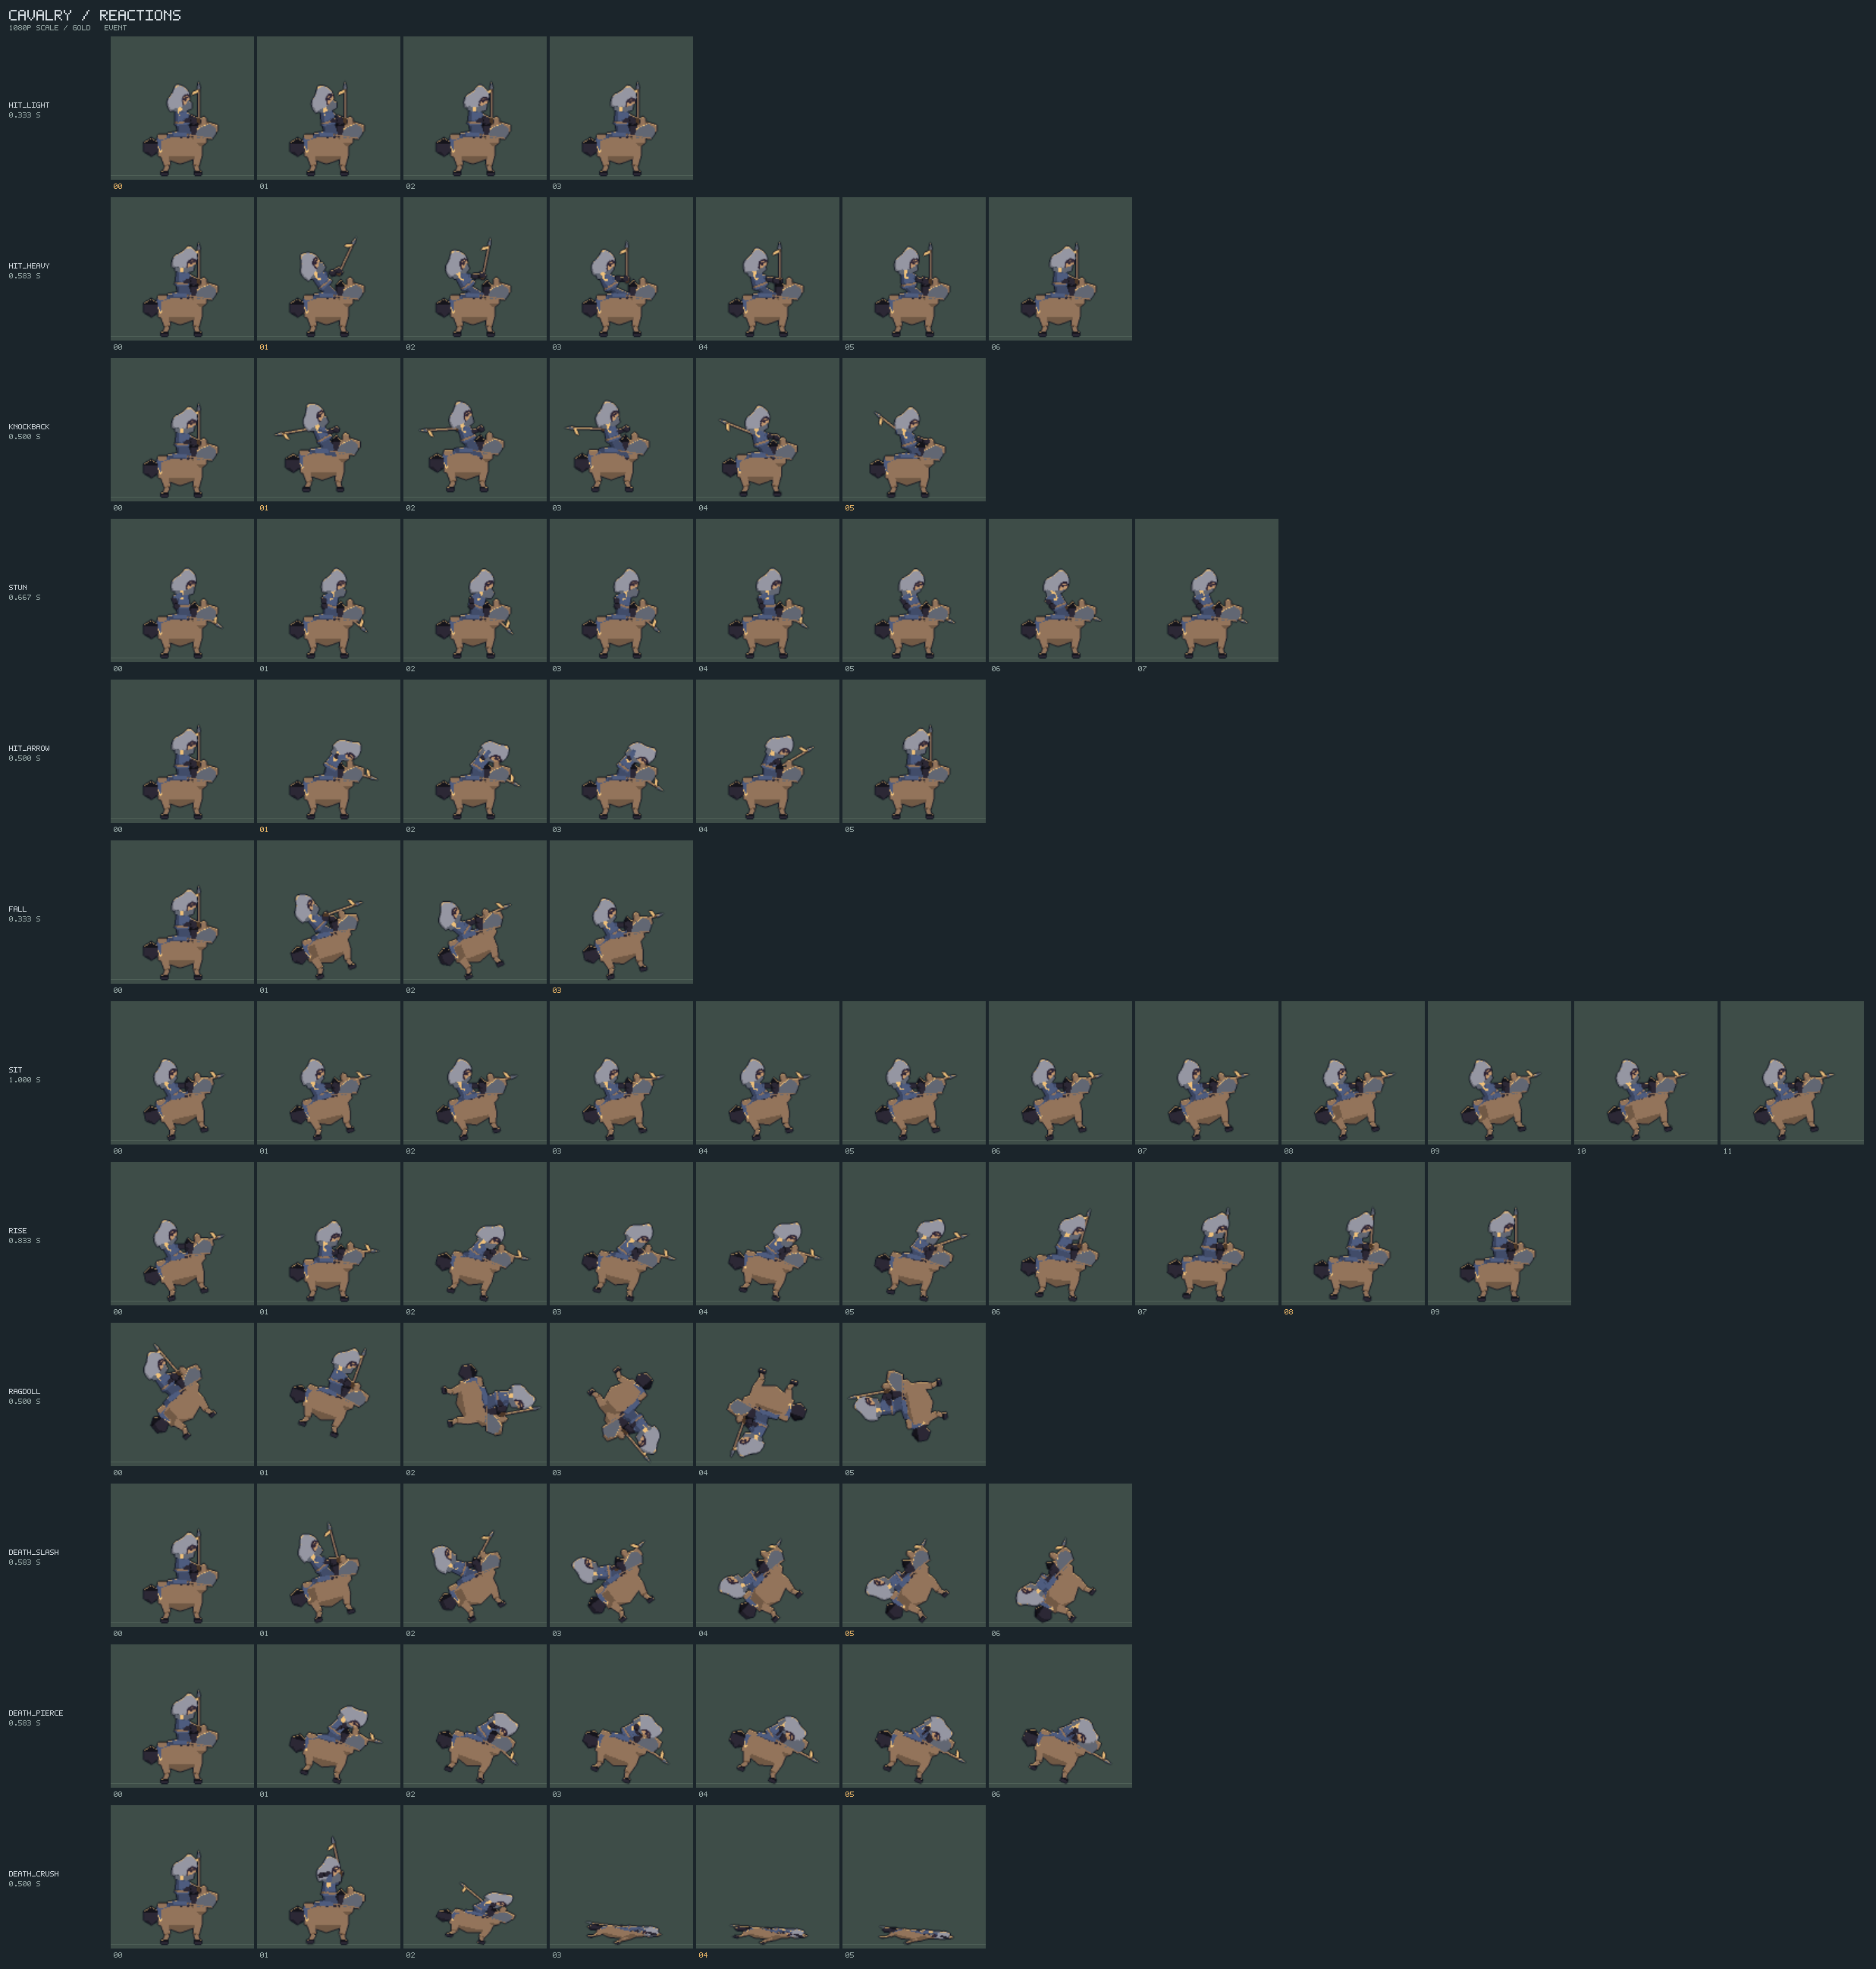 CAVALRY / REACTIONS
1080P SCALE / GOLD   EVENT
HIT_LIGHT
0.333 S
00 01 02 03
HIT_HEAVY
0.583 S
00 01 02 03 04 05 06
KNOCKBACK
0.500 S
00 01 02 03 04 05
STUN
0.667 S
00 01 02 03 04 05 06 07
HIT_ARROW
0.500 S
00 01 02 03 04 05
FALL
0.333 S
00 01 02 03
SIT
1.000 S
00 01 02 03 04 05 06 07 08 09 10 11
RISE
0.833 S
00 01 02 03 04 05 06 07 08 09
RAGDOLL
0.500 S
00 01 02 03 04 05
DEATH_SLASH
0.583 S
00 01 02 03 04 05 06
DEATH_PIERCE
0.583 S
00 01 02 03 04 05 06
DEATH_CRUSH
0.500 S
00 01 02 03 04 05